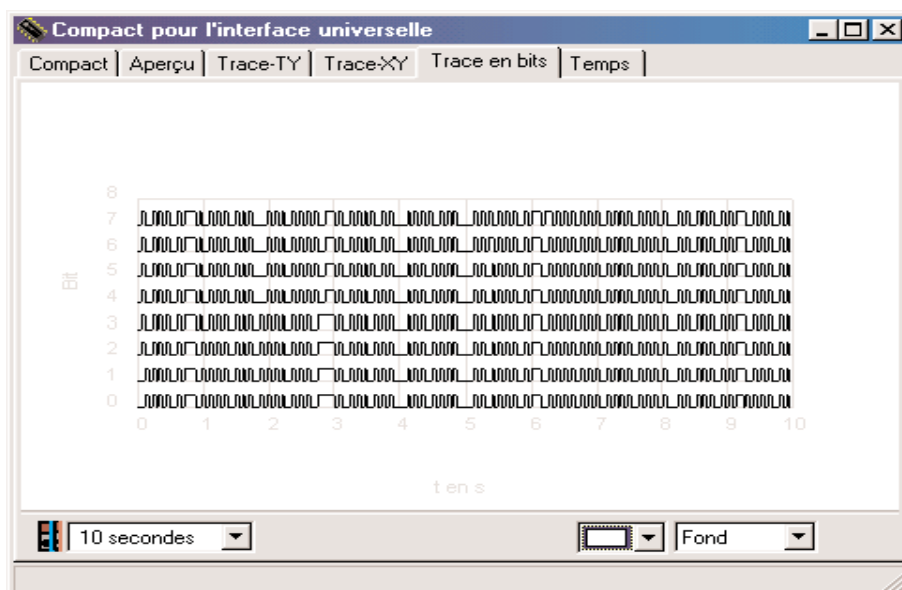 Compact pour l'interface universelle
Compact Aperçu Trace-TY Trace-XY Trace en bits Temps
8
7
6
5
4
3
2
1
0
Bit
0 1 2 3 4 5 6 7 8 9 10
t en s
10 secondes Fond